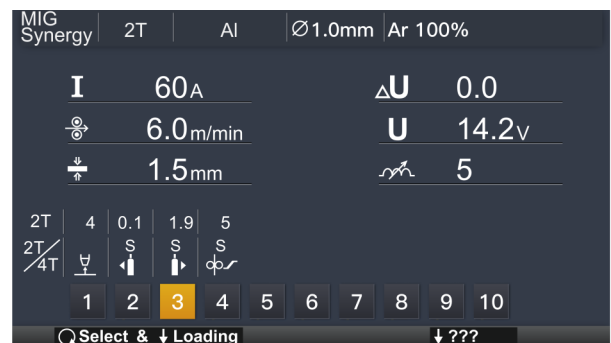 MIG
Synergy 2T Al Ø1.0mm Ar 100%
I 60A ΔU 0.0
6.0m/min U 14.2V
1.5mm 5
2T 4 0.1 1.9 5
2T/4T S S S
1 2 3 4 5 6 7 8 9 10
Select & ↓Loading ↓???